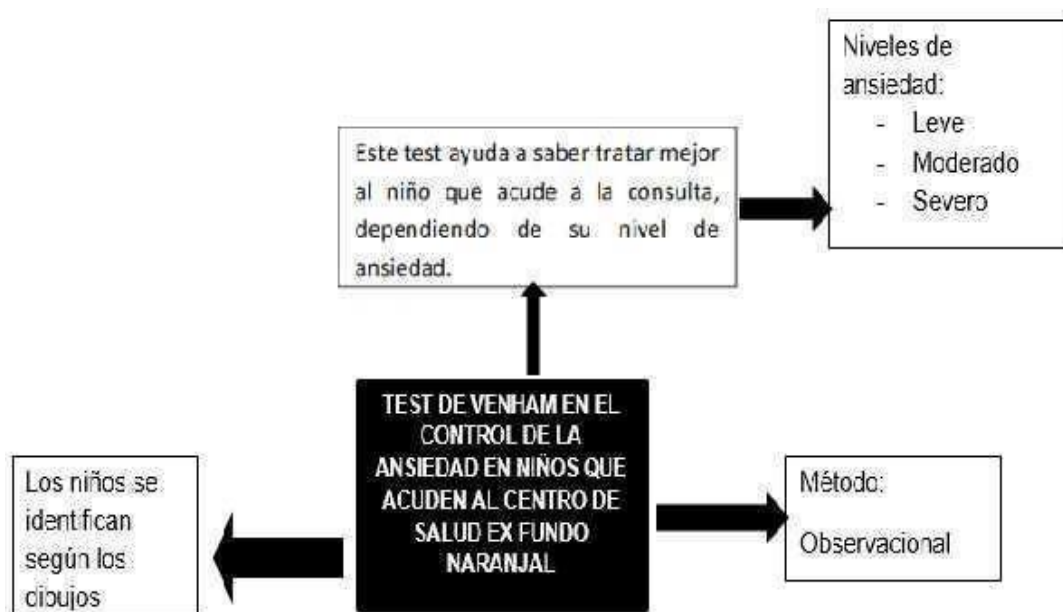 Niveles de
ansiedad:
- Leve
- Moderado
- Severo
Este test ayuda a saber tratar mejor
al niño que acude a la consulta,
dependiendo de su nivel de
ansiedad.
TEST DE VENHAM EN EL
CONTROL DE LA
ANSIEDAD EN NIÑOS QUE
ACUDEN AL CENTRO DE
SALUD EX FUNDO
NARANJAL
Los niños se
identifican
según los
dibujos
Método:
Observacional